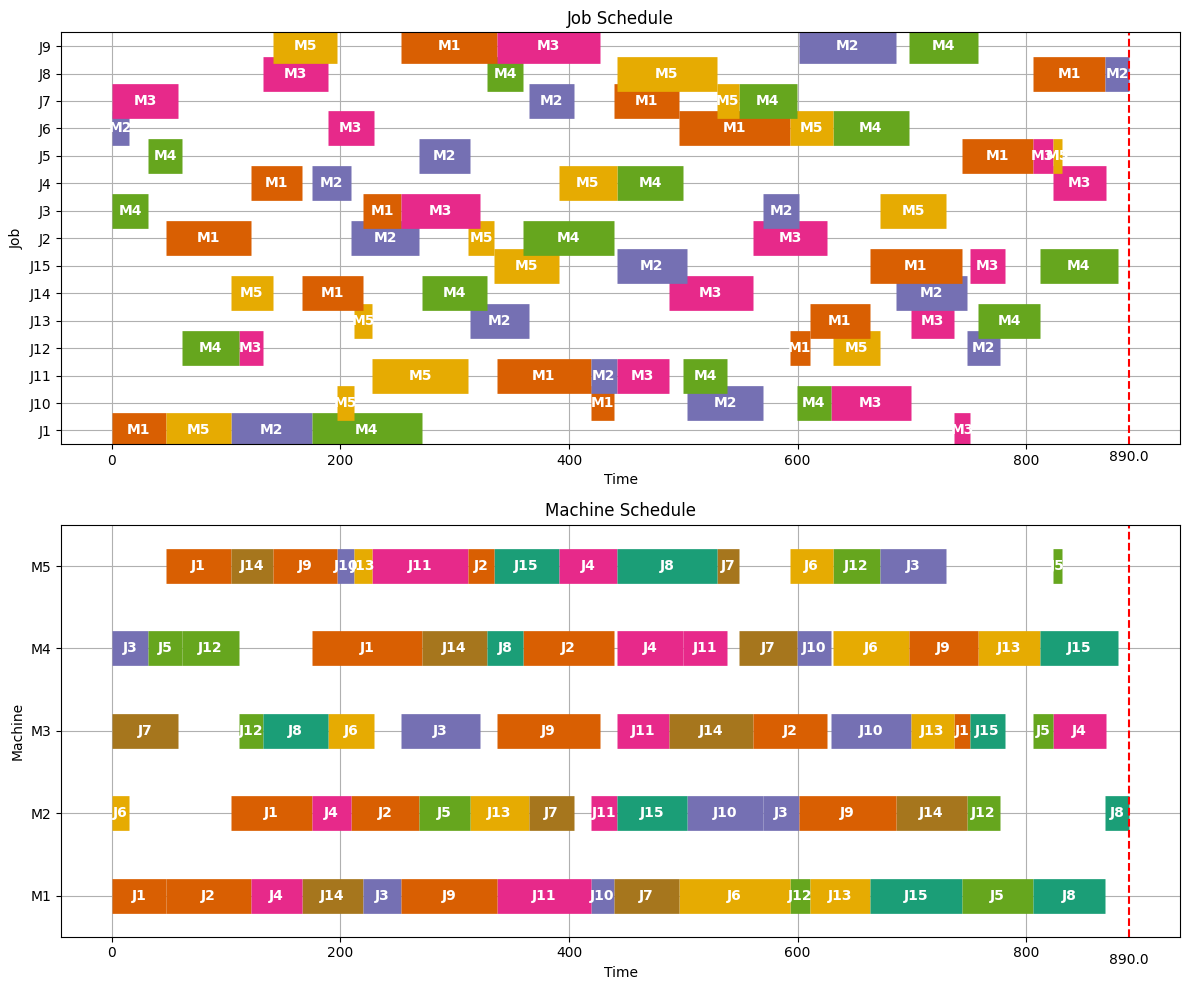 Job Schedule
J9 M5 M1 M3 M2 M4
J8 M3 M4 M5 M1 M2
J7 M3 M2 M1 M5 M4
J6 M2 M3 M1 M5 M4
J5 M4 M2 M1 M3 M5
J4 M1 M2 M5 M4 M3
J3 M4 M1 M3 M2 M5
J2 M1 M2 M5 M4 M3
J15 M5 M2 M1 M3 M4
J14 M5 M1 M4 M3 M2
J13 M5 M2 M1 M3 M4
J12 M4 M3 M1 M5 M2
J11 M5 M1 M2 M3 M4
J10 M5 M1 M2 M4 M3
J1 M1 M5 M2 M4 M3
Job
0 200 400 600 800 890.0
Time
Machine Schedule
M5 J1 J14 J9 J10 J13 J11 J2 J15 J4 J8 J7 J6 J12 J3 J5
M4 J3 J5 J12 J1 J14 J8 J2 J4 J11 J7 J10 J6 J9 J13 J15
M3 J7 J12 J8 J6 J3 J9 J11 J14 J2 J10 J13 J1 J15 J5 J4
M2 J6 J1 J4 J2 J5 J13 J7 J11 J15 J10 J3 J9 J14 J12 J8
M1 J1 J2 J4 J14 J3 J9 J11 J10 J7 J6 J12 J13 J15 J5 J8
Machine
0 200 400 600 800 890.0
Time